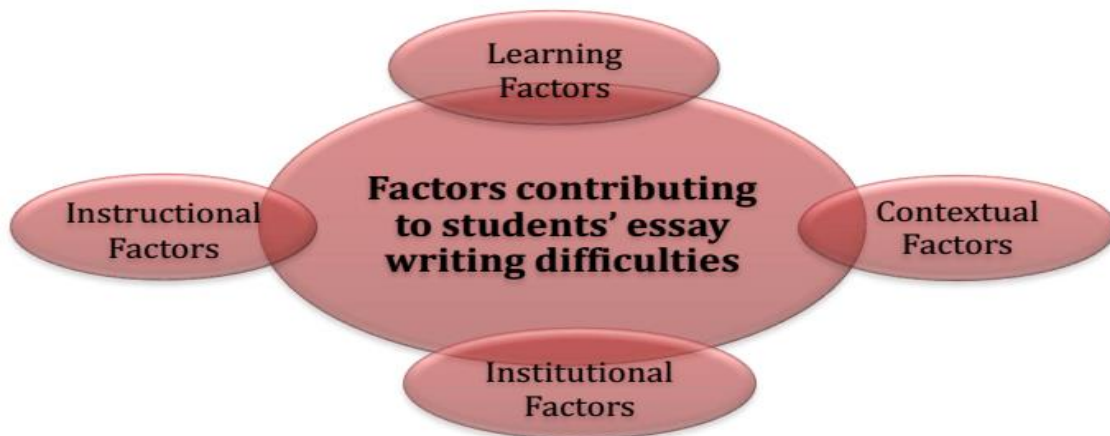 Learning
Factors
Factors contributing
to students’ essay
writing difficulties
Instructional
Factors
Contextual
Factors
Institutional
Factors